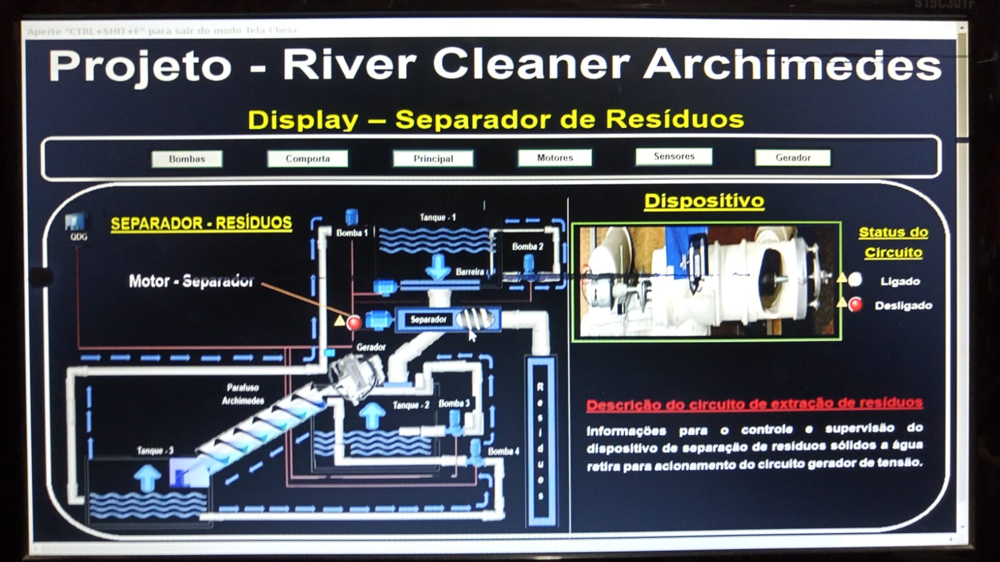 Aperte "CTRL+SHIT+F" para sair do modo Tela Cheia
Projeto - River Cleaner Archimedes
Display – Separador de Resíduos
Bombas
Comporta
Principal
Motores
Sensores
Gerador
QDG
SEPARADOR - RESÍDUOS
Motor - Separador
Bomba 1
Tanque - 1
Bomba 2
Barreira
Separador
Gerador
Parafuso
Archimedes
Tanque - 2
Bomba 3
Bomba 4
Tanque - 3
Resíduos
Dispositivo
Status do
Circuito
Ligado
Desligado
Descrição do circuito de extração de resíduos
Informações para o controle e supervisão do
dispositivo de separação de resíduos sólidos a água
retira para acionamento do circuito gerador de tensão.